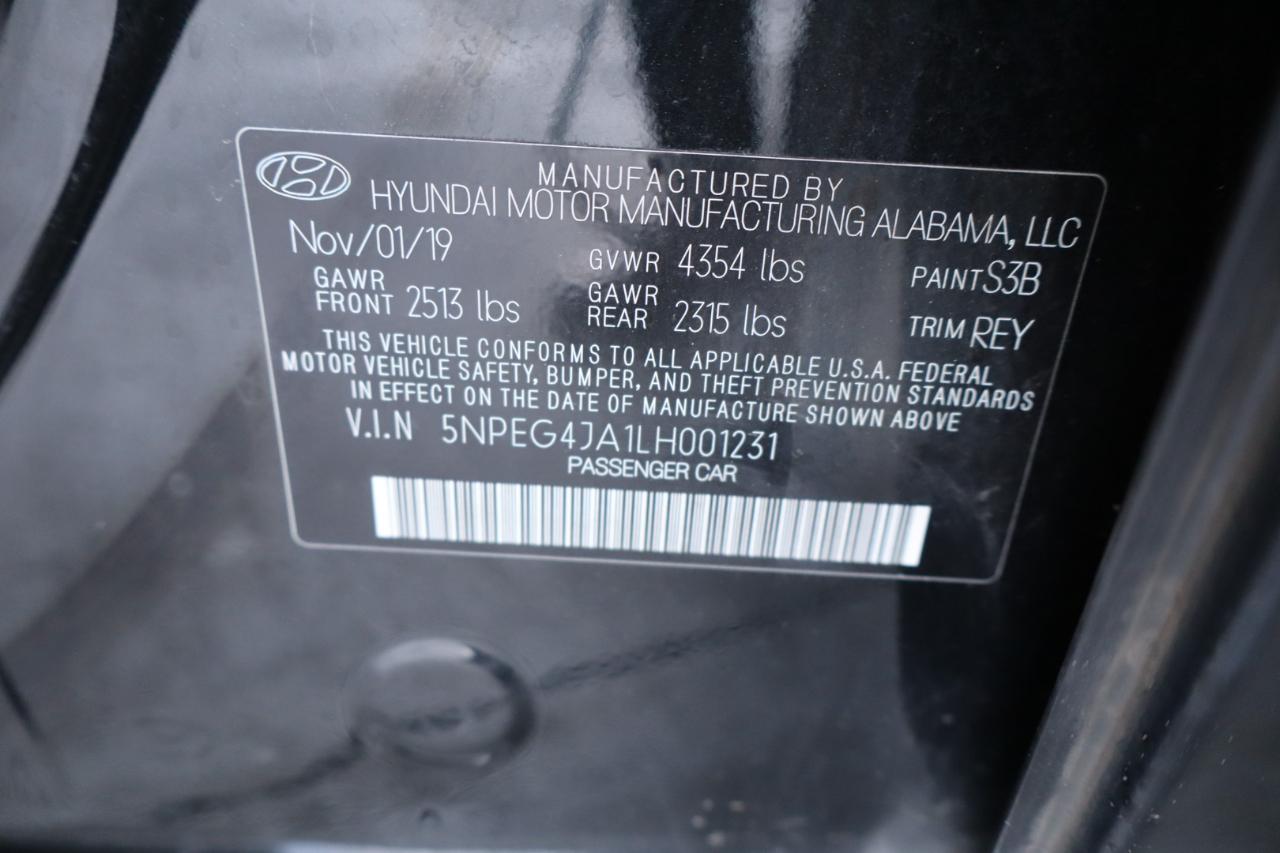 MANUFACTURED BY
HYUNDAI MOTOR MANUFACTURING ALABAMA, LLC
Nov/01/19 GVWR 4354 lbs PAINT S3B
GAWR FRONT 2513 lbs GAWR REAR 2315 lbs TRIM REY
THIS VEHICLE CONFORMS TO ALL APPLICABLE U.S.A. FEDERAL
MOTOR VEHICLE SAFETY, BUMPER, AND THEFT PREVENTION STANDARDS
IN EFFECT ON THE DATE OF MANUFACTURE SHOWN ABOVE
V.I.N 5NPEG4JA1LH001231
PASSENGER CAR